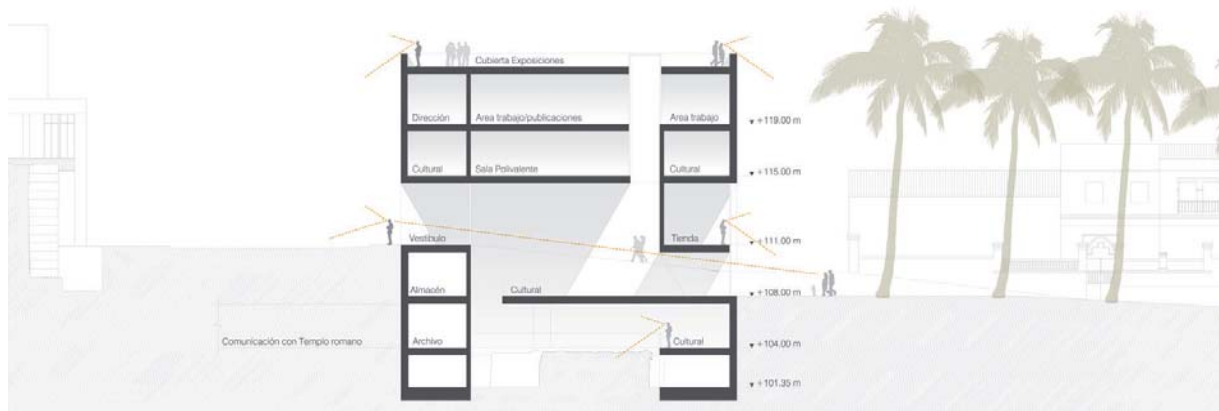 Cubierta Exposiciones
Dirección
Area trabajo/publicaciones
Area trabajo
+119.00 m
Cultural
Sala Polivalente
Cultural
+115.00 m
Vestíbulo
Tienda
+111.00 m
Almacén
Cultural
+108.00 m
Comunicación con Templo romano
Archivo
Cultural
+104.00 m
+101.35 m